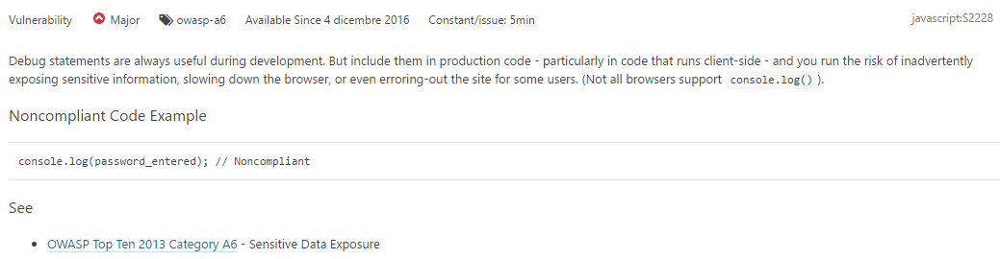 Vulnerability Major owasp-a6 Available Since 4 dicembre 2016 Constant/issue: 5min javascript:S2228
Debug statements are always useful during development. But include them in production code - particularly in code that runs client-side - and you run the risk of inadvertently
exposing sensitive information, slowing down the browser, or even erroring-out the site for some users. (Not all browsers support console.log() ).
Noncompliant Code Example
console.log(password_entered); // Noncompliant
See
• OWASP Top Ten 2013 Category A6 - Sensitive Data Exposure